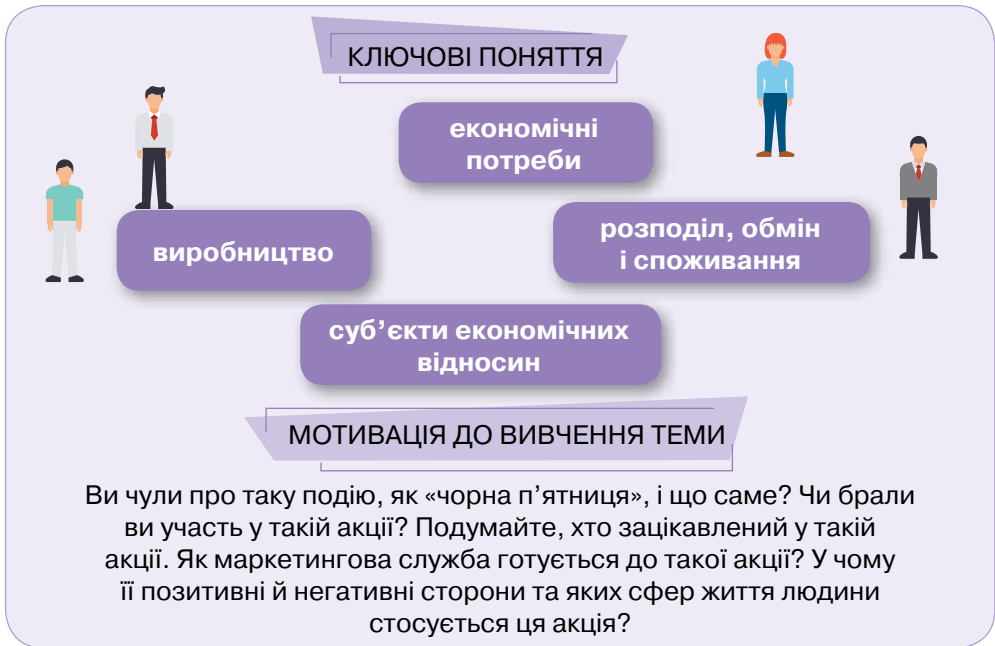 КЛЮЧОВІ ПОНЯТТЯ
економічні
потреби
виробництво
розподіл, обмін
і споживання
суб’єкти економічних
відносин
МОТИВАЦІЯ ДО ВИВЧЕННЯ ТЕМИ
Ви чули про таку подію, як «чорна п’ятниця», і що саме? Чи брали
ви участь у такій акції? Подумайте, хто зацікавлений у такій
акції. Як маркетингова служба готується до такої акції? У чому
її позитивні й негативні сторони та яких сфер життя людини
стосується ця акція?